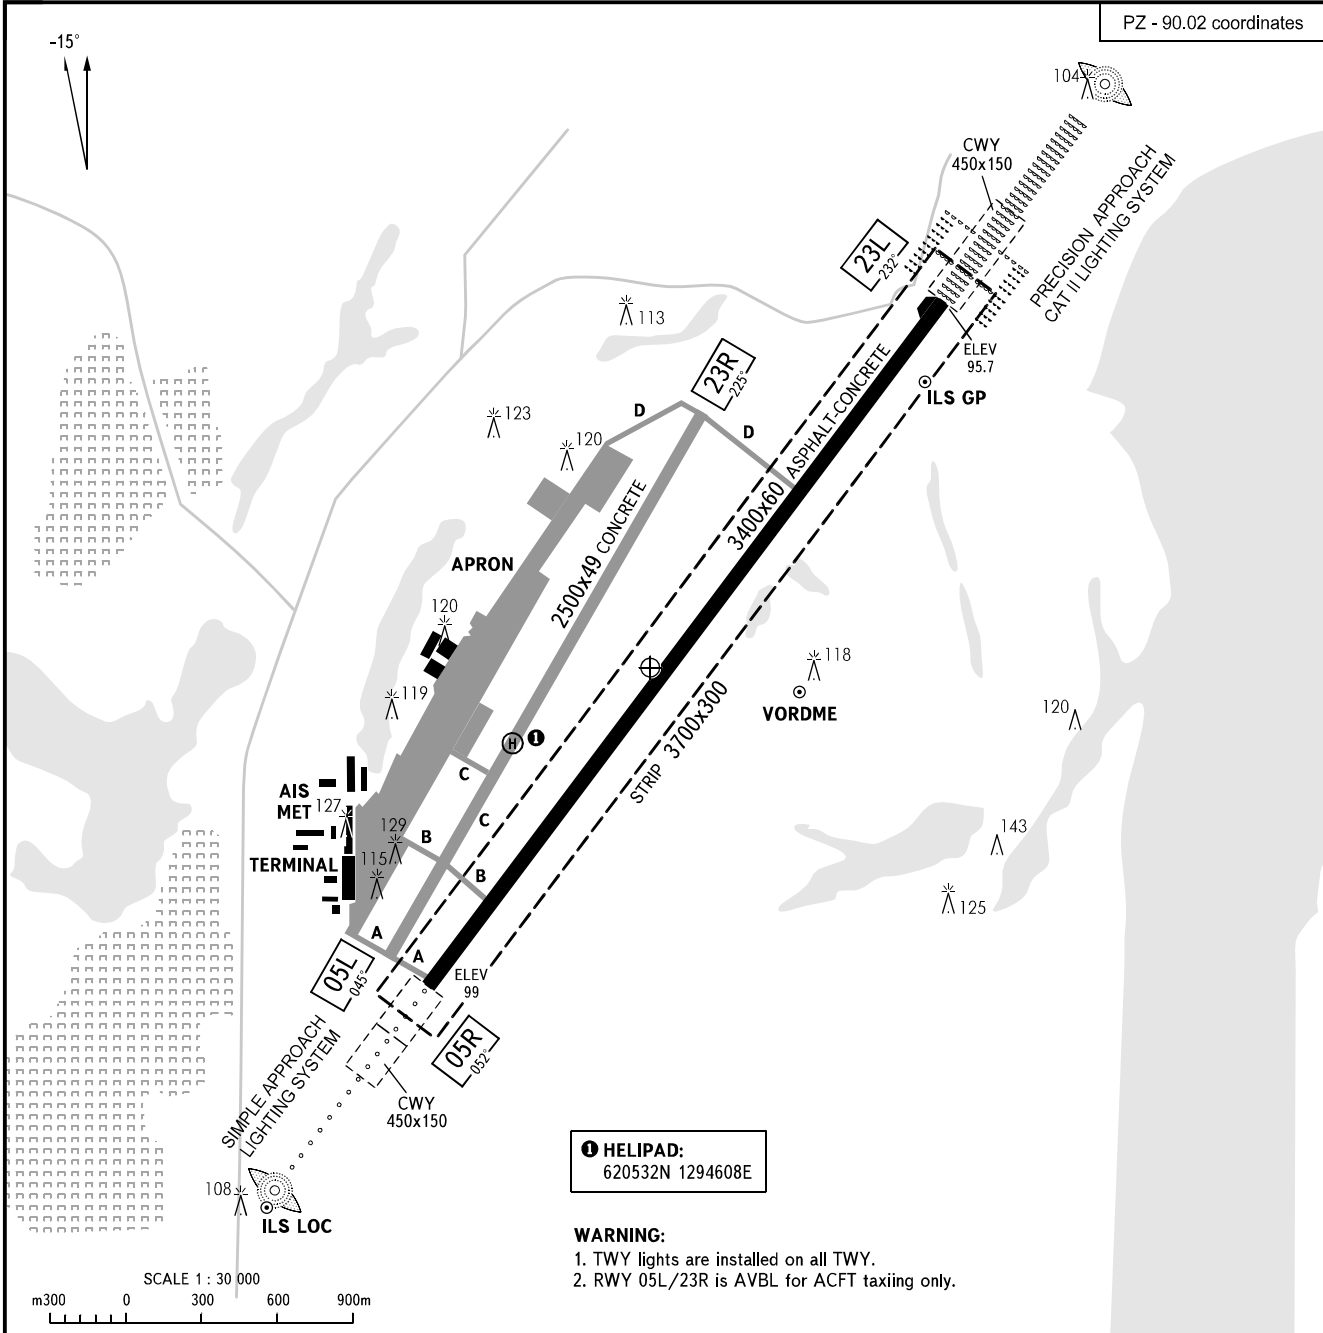 PZ - 90.02 coordinates
-15°
104
CWY
450x150
PRECISION APPROACH
CAT II LIGHTING SYSTEM
23L
232°
113
ELEV
95.7
ILS GP
23R
225°
D
D
123
120
ASPHALT-CONCRETE
3400x60
2500x49 CONCRETE
APRON
120
118
VORDME
119
120
STRIP 3700x300
H
1
C
C
AIS
MET
127
129
B
B
TERMINAL
115
143
125
A
A
05L
045°
ELEV
99
05R
052°
SIMPLE APPROACH
LIGHTING SYSTEM
CWY
450x150
1 HELIPAD:
620532N 1294608E
108
ILS LOC
WARNING:
1. TWY lights are installed on all TWY.
2. RWY 05L/23R is AVBL for ACFT taxiing only.
SCALE 1 : 30 000
m300 0 300 600 900m